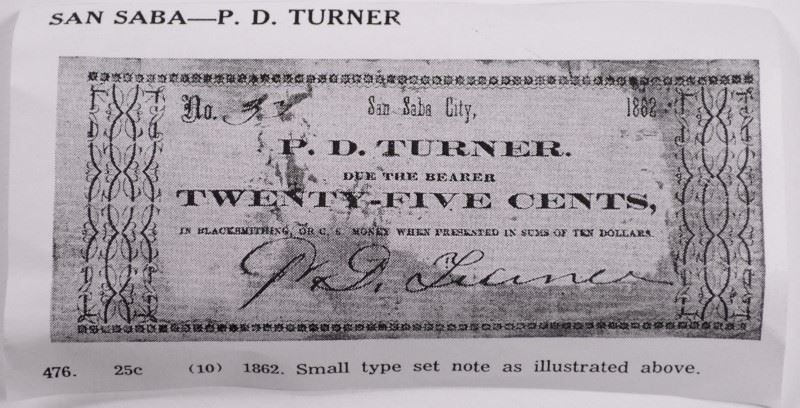 SAN SABA—P. D. TURNER
No. San Saba City, 1862
P. D. TURNER.
DUE THE BEARER
TWENTY-FIVE CENTS,
IN BLACKSMITHING, OR C. S. MONEY WHEN PRESENTED IN SUMS OF TEN DOLLARS.
P. D. Turner
476. 25c (10) 1862. Small type set note as illustrated above.